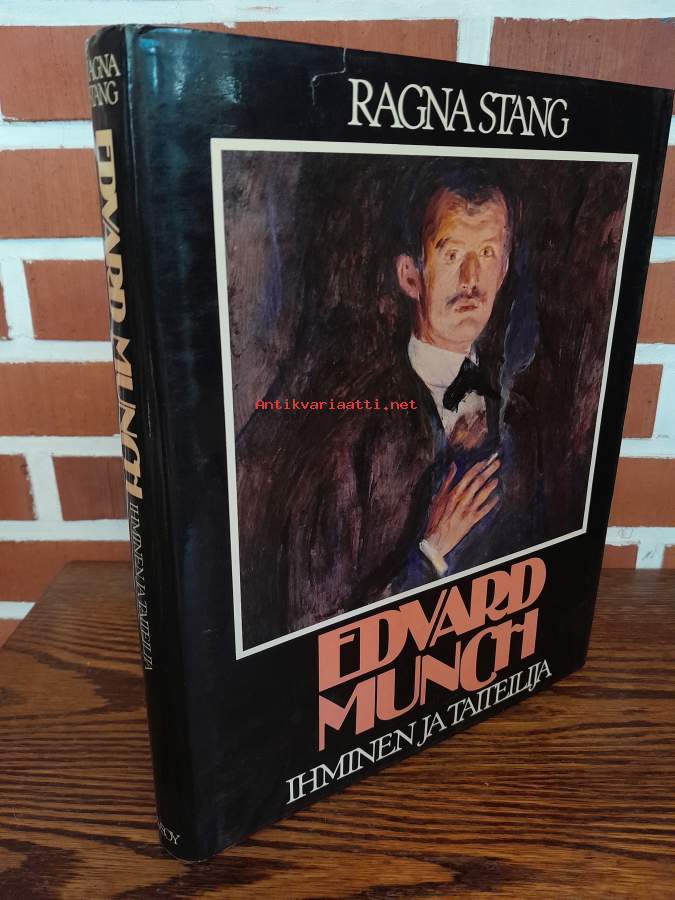 RAGNA STANG
EDVARD
MUNCH
IHMINEN JA TAITEILIJA
RAGNA
STANG
EDVARD MUNCH
IHMINEN JA TAITEILIJA
Antikvariaatti.net